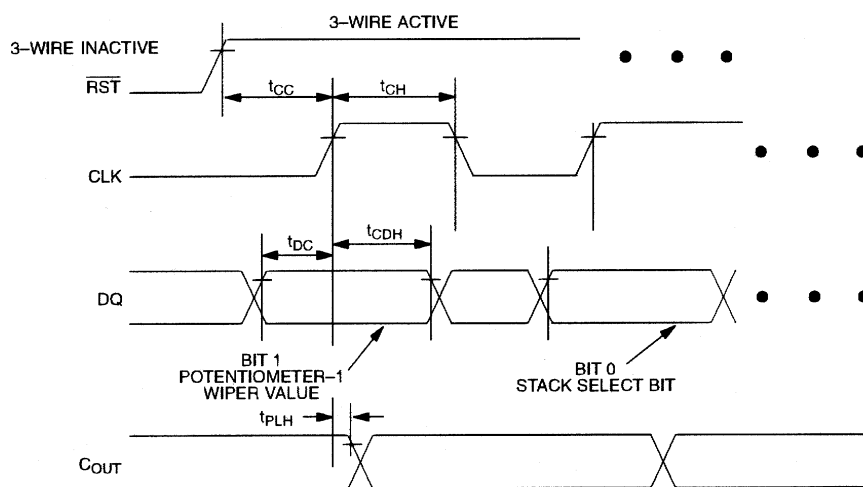 3–WIRE ACTIVE
3–WIRE INACTIVE
RST
tCC
tCH
CLK
tDC
tCDH
DQ
BIT 1
POTENTIOMETER–1
WIPER VALUE
BIT 0
STACK SELECT BIT
tPLH
COUT